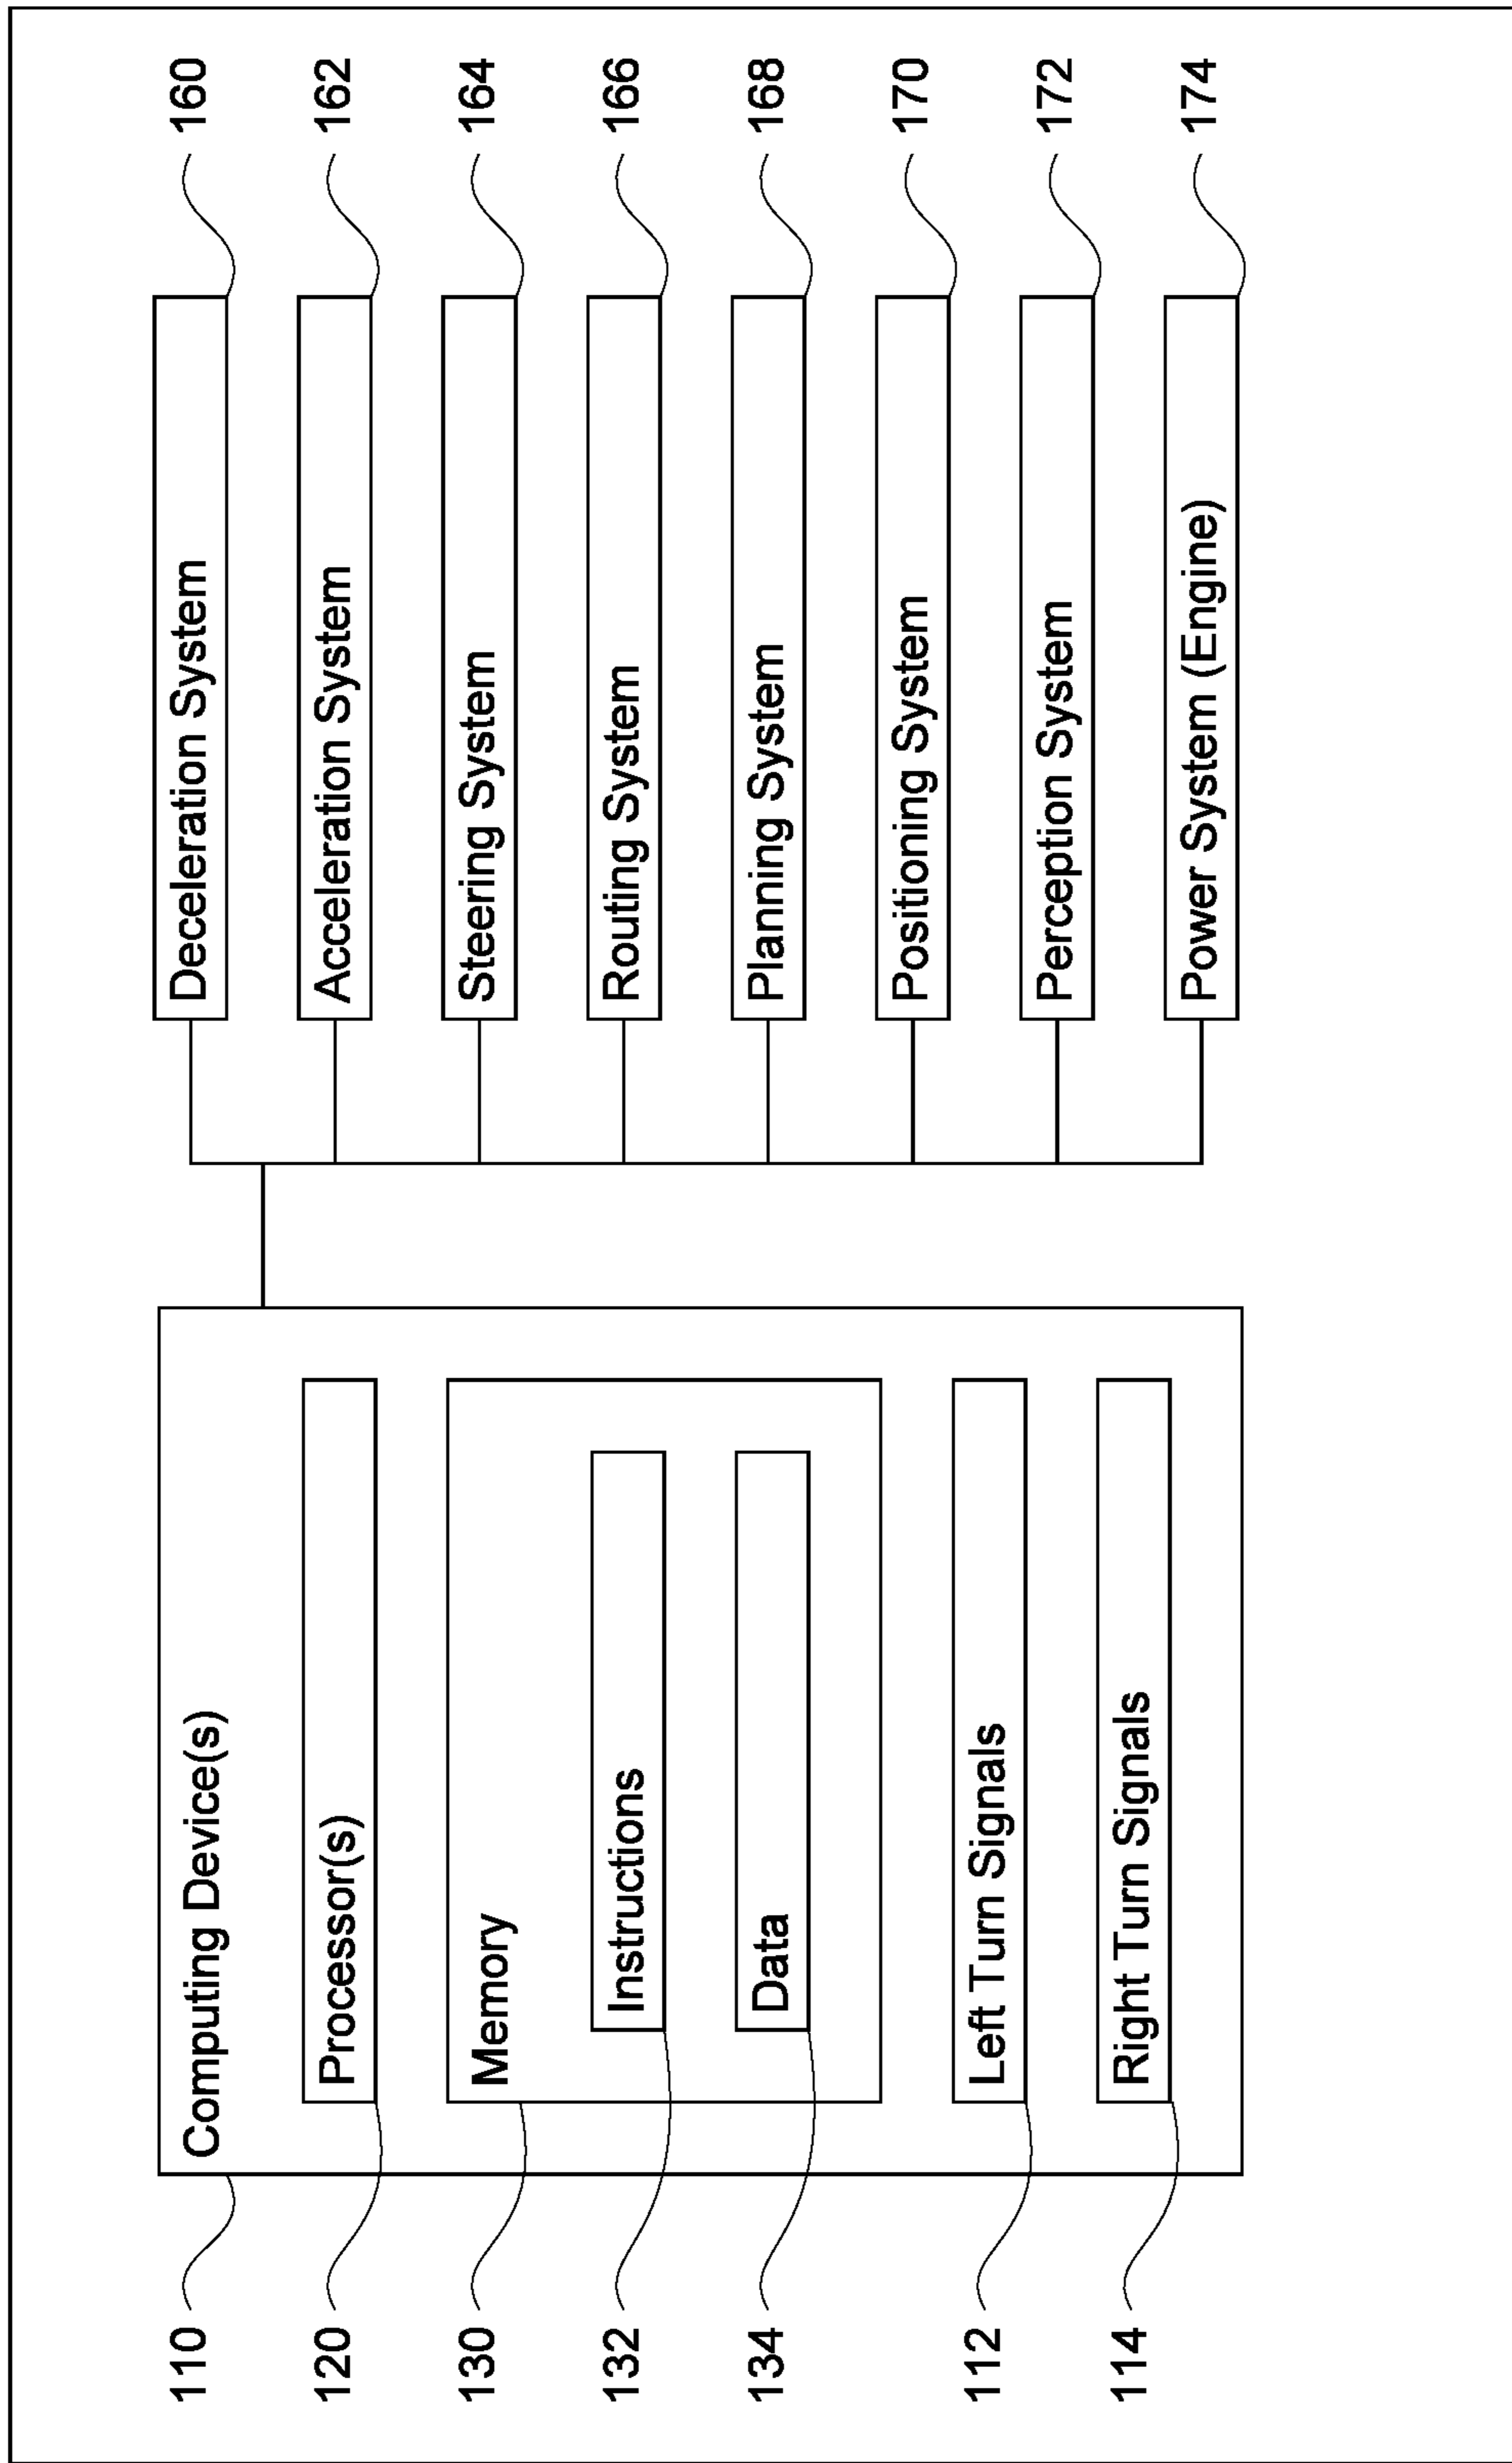 110
Computing Device(s)
120
Processor(s)
130
Memory
132
Instructions
134
Data
112
Left Turn Signals
114
Right Turn Signals
Deceleration System
160
Acceleration System
162
Steering System
164
Routing System
166
Planning System
168
Positioning System
170
Perception System
172
Power System (Engine)
174